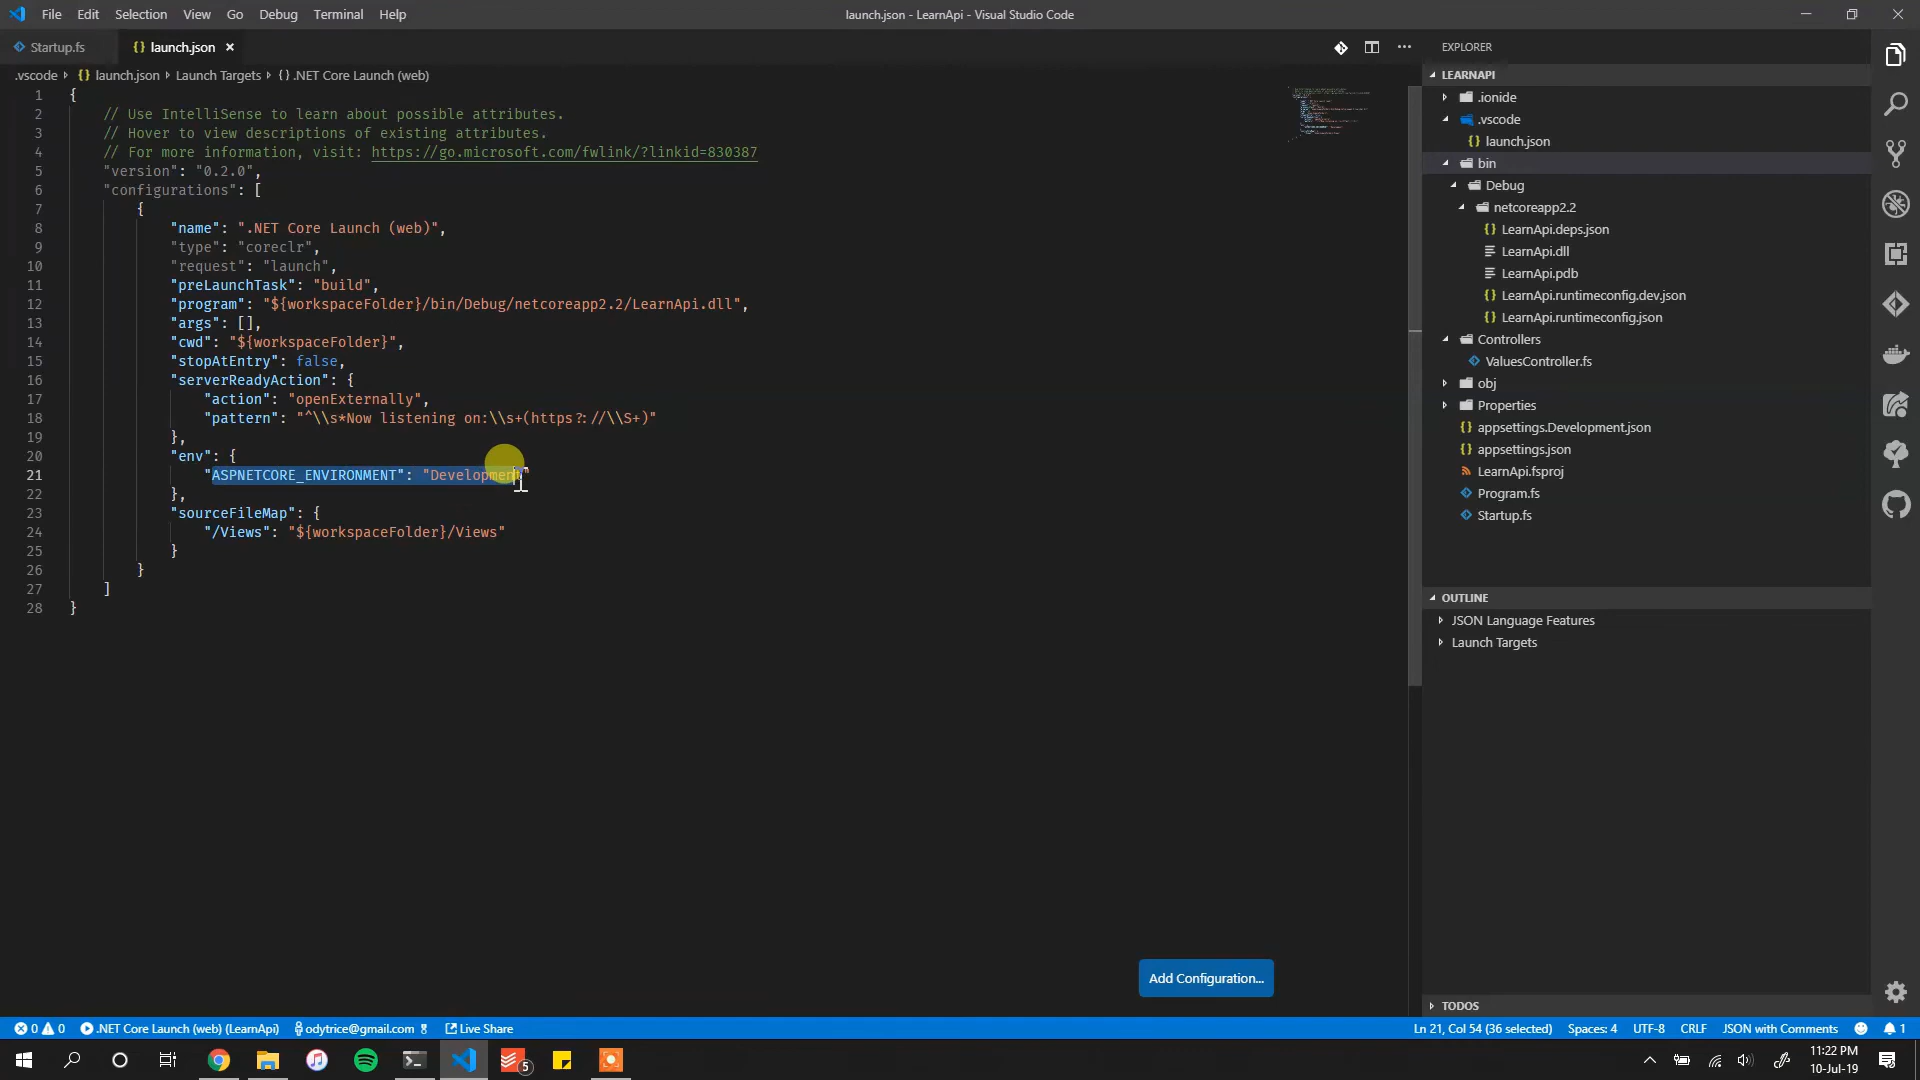 File Edit Selection View Go Debug Terminal Help
launch.json - LearnApi - Visual Studio Code
Startup.fs
launch.json
.vscode launch.json Launch Targets {} .NET Core Launch (web)
1 {
2 // Use IntelliSense to learn about possible attributes.
3 // Hover to view descriptions of existing attributes.
4 // For more information, visit: https://go.microsoft.com/fwlink/?linkid=830387
5 "version": "0.2.0",
6 "configurations": [
7 {
8 "name": ".NET Core Launch (web)",
9 "type": "coreclr",
10 "request": "launch",
11 "preLaunchTask": "build",
12 "program": "${workspaceFolder}/bin/Debug/netcoreapp2.2/LearnApi.dll",
13 "args": [],
14 "cwd": "${workspaceFolder}",
15 "stopAtEntry": false,
16 "serverReadyAction": {
17 "action": "openExternally",
18 "pattern": "^\\s*Now listening on:\\s+(https?://\\S+)"
19 },
20 "env": {
21 "ASPNETCORE_ENVIRONMENT": "Development"
22 },
23 "sourceFileMap": {
24 "/Views": "${workspaceFolder}/Views"
25 }
26 }
27 ]
28 }
Add Configuration...
EXPLORER
LEARNAPI
.ionide
.vscode
{} launch.json
bin
Debug
netcoreapp2.2
{} LearnApi.deps.json
LearnApi.dll
LearnApi.pdb
{} LearnApi.runtimeconfig.dev.json
{} LearnApi.runtimeconfig.json
Controllers
ValuesController.fs
obj
Properties
{} appsettings.Development.json
{} appsettings.json
LearnApi.fsproj
Program.fs
Startup.fs
OUTLINE
JSON Language Features
Launch Targets
TODOS
0 0 .NET Core Launch (web) (LearnApi) odytrice@gmail.com Live Share
Ln 21, Col 54 (36 selected) Spaces: 4 UTF-8 CRLF JSON with Comments 1
5
11:22 PM
10-Jul-19